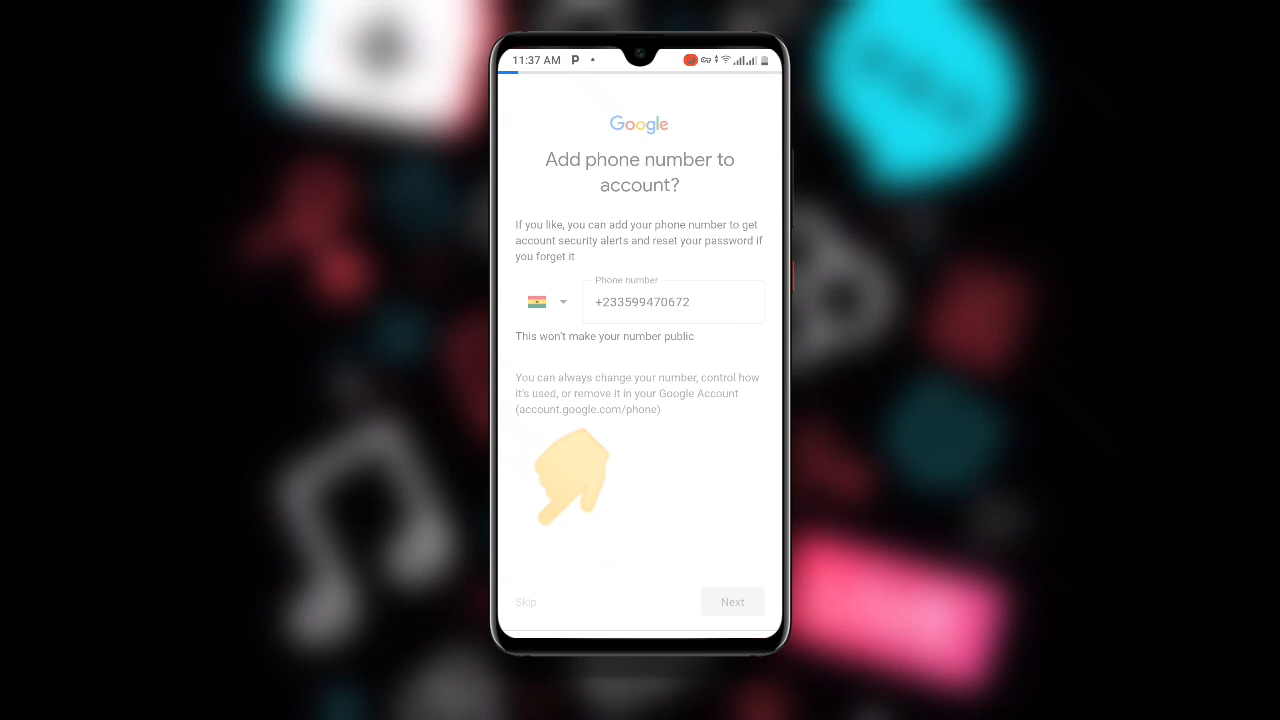 11:37 AM
Google
Add phone number to
account?
If you like, you can add your phone number to get
account security alerts and reset your password if
you forget it
Phone number
+233599470672
This won't make your number public
You can always change your number, control how
it's used, or remove it in your Google Account
(account.google.com/phone)
Skip
Next